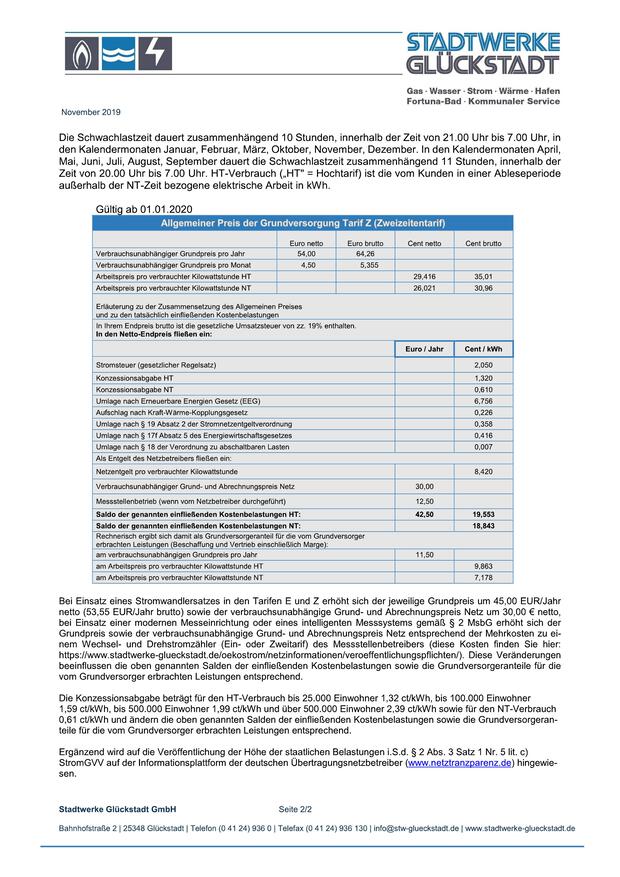 STADTWERKE
GLÜCKSTADT
Gas · Wasser · Strom · Wärme · Hafen
Fortuna-Bad · Kommunaler Service
November 2019
Die Schwachlastzeit dauert zusammenhängend 10 Stunden, innerhalb der Zeit von 21.00 Uhr bis 7.00 Uhr, in
den Kalendermonaten Januar, Februar, März, Oktober, November, Dezember. In den Kalendermonaten April,
Mai, Juni, Juli, August, September dauert die Schwachlastzeit zusammenhängend 11 Stunden, innerhalb der
Zeit von 20.00 Uhr bis 7.00 Uhr. HT-Verbrauch („HT" = Hochtarif) ist die vom Kunden in einer Ableseperiode
außerhalb der NT-Zeit bezogene elektrische Arbeit in kWh.
Gültig ab 01.01.2020
Allgemeiner Preis der Grundversorgung Tarif Z (Zweizeitentarif)
Euro netto Euro brutto Cent netto Cent brutto
Verbrauchsunabhängiger Grundpreis pro Jahr 54,00 64,26
Verbrauchsunabhängiger Grundpreis pro Monat 4,50 5,355
Arbeitspreis pro verbrauchter Kilowattstunde HT 29,416 35,01
Arbeitspreis pro verbrauchter Kilowattstunde NT 26,021 30,96
Erläuterung zu der Zusammensetzung des Allgemeinen Preises
und zu den tatsächlich einfließenden Kostenbelastungen
In Ihrem Endpreis brutto ist die gesetzliche Umsatzsteuer von zz. 19% enthalten.
In den Netto-Endpreis fließen ein:
Euro / Jahr Cent / kWh
Stromsteuer (gesetzlicher Regelsatz) 2,050
Konzessionsabgabe HT 1,320
Konzessionsabgabe NT 0,610
Umlage nach Erneuerbare Energien Gesetz (EEG) 6,756
Aufschlag nach Kraft-Wärme-Kopplungsgesetz 0,226
Umlage nach § 19 Absatz 2 der Stromnetzentgeltverordnung 0,358
Umlage nach § 17f Absatz 5 des Energiewirtschaftsgesetzes 0,416
Umlage nach § 18 der Verordnung zu abschaltbaren Lasten 0,007
Als Entgelt des Netzbetreibers fließen ein:
Netzentgelt pro verbrauchter Kilowattstunde 8,420
Verbrauchsunabhängiger Grund- und Abrechnungspreis Netz 30,00
Messstellenbetrieb (wenn vom Netzbetreiber durchgeführt) 12,50
Saldo der genannten einfließenden Kostenbelastungen HT: 42,50 19,553
Saldo der genannten einfließenden Kostenbelastungen NT: 18,843
Rechnerisch ergibt sich damit als Grundversorgeranteil für die vom Grundversorger
erbrachten Leistungen (Beschaffung und Vertrieb einschließlich Marge):
am verbrauchsunabhängigen Grundpreis pro Jahr 11,50
am Arbeitspreis pro verbrauchter Kilowattstunde HT 9,863
am Arbeitspreis pro verbrauchter Kilowattstunde NT 7,178
Bei Einsatz eines Stromwandlersatzes in den Tarifen E und Z erhöht sich der jeweilige Grundpreis um 45,00 EUR/Jahr
netto (53,55 EUR/Jahr brutto) sowie der verbrauchsunabhängige Grund- und Abrechnungspreis Netz um 30,00 € netto,
bei Einsatz einer modernen Messeinrichtung oder eines intelligenten Messsystems gemäß § 2 MsbG erhöht sich der
Grundpreis sowie der verbrauchsunabhängige Grund- und Abrechnungspreis Netz entsprechend der Mehrkosten zu ei-
nem Wechsel- und Drehstromzähler (Ein- oder Zweitarif) des Messstellenbetreibers (diese Kosten finden Sie hier:
https://www.stadtwerke-glueckstadt.de/oekostrom/netzinformationen/veroeffentlichungspflichten/). Diese Veränderungen
beeinflussen die oben genannten Salden der einfließenden Kostenbelastungen sowie die Grundversorgeranteile für die
vom Grundversorger erbrachten Leistungen entsprechend.
Die Konzessionsabgabe beträgt für den HT-Verbrauch bis 25.000 Einwohner 1,32 ct/kWh, bis 100.000 Einwohner
1,59 ct/kWh, bis 500.000 Einwohner 1,99 ct/kWh und über 500.000 Einwohner 2,39 ct/kWh sowie für den NT-Verbrauch
0,61 ct/kWh und ändern die oben genannten Salden der einfließenden Kostenbelastungen sowie die Grundversorgeran-
teile für die vom Grundversorger erbrachten Leistungen entsprechend.
Ergänzend wird auf die Veröffentlichung der Höhe der staatlichen Belastungen i.S.d. § 2 Abs. 3 Satz 1 Nr. 5 lit. c)
StromGVV auf der Informationsplattform der deutschen Übertragungsnetzbetreiber (www.netztranzparenz.de) hingewie-
sen.
Stadtwerke Glückstadt GmbH Seite 2/2
Bahnhofstraße 2 | 25348 Glückstadt | Telefon (0 41 24) 936 0 | Telefax (0 41 24) 936 130 | info@stw-glueckstadt.de | www.stadtwerke-glueckstadt.de